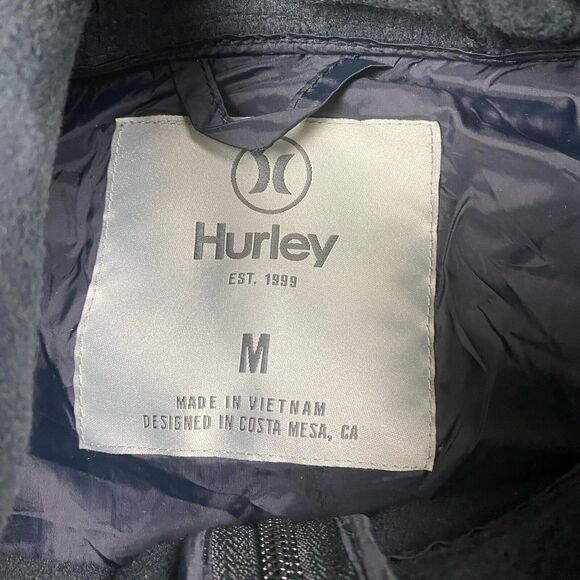 Hurley
EST. 1999
M
MADE IN VIETNAM
DESIGNED IN COSTA MESA, CA